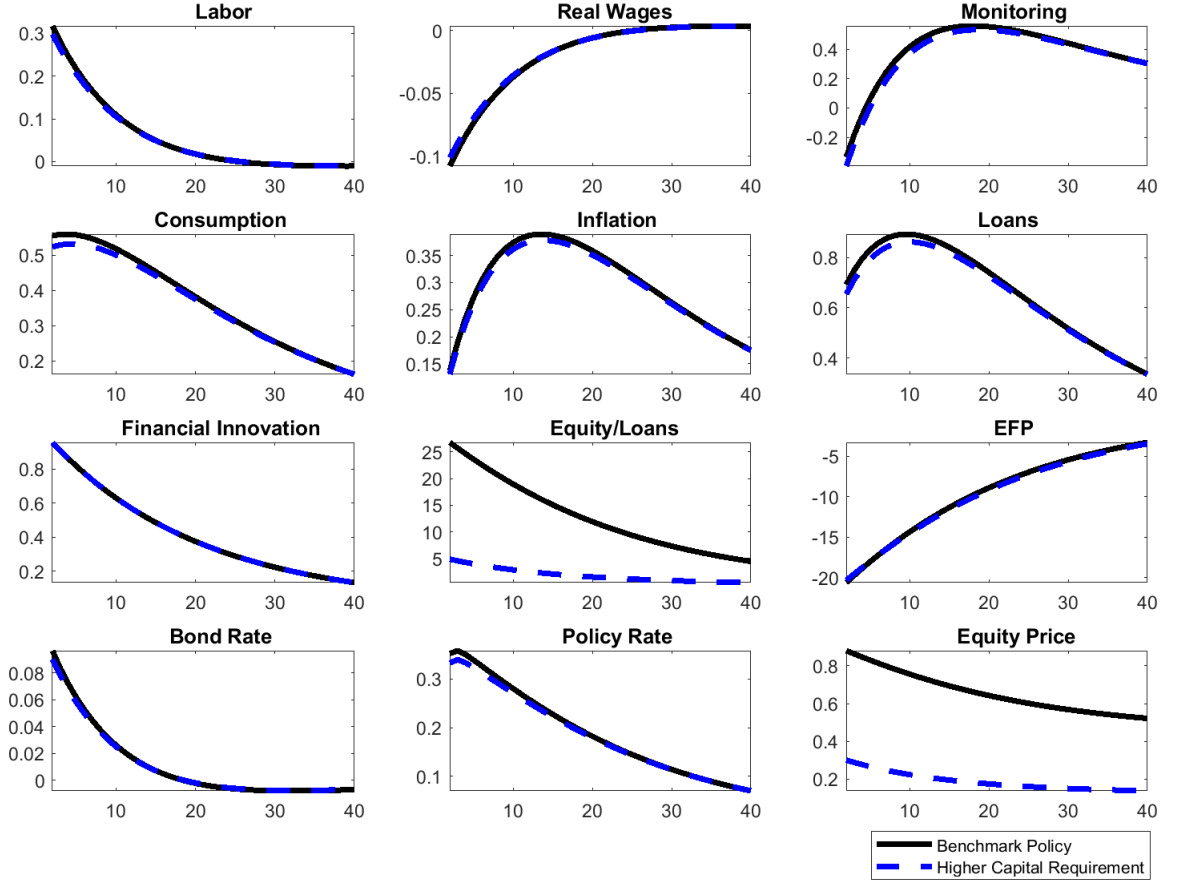 Labor
Real Wages
Monitoring
0.3
0.2
0.1
0
10 20 30 40
0
-0.05
-0.1
10 20 30 40
0.4
0.2
0
-0.2
10 20 30 40
Consumption
Inflation
Loans
0.5
0.4
0.3
0.2
10 20 30 40
0.35
0.3
0.25
0.2
0.15
10 20 30 40
0.8
0.6
0.4
10 20 30 40
Financial Innovation
Equity/Loans
EFP
0.8
0.6
0.4
0.2
10 20 30 40
25
20
15
10
5
10 20 30 40
-5
-10
-15
-20
10 20 30 40
Bond Rate
Policy Rate
Equity Price
0.08
0.06
0.04
0.02
0
10 20 30 40
0.3
0.2
0.1
10 20 30 40
0.8
0.6
0.4
0.2
10 20 30 40
Benchmark Policy
Higher Capital Requirement